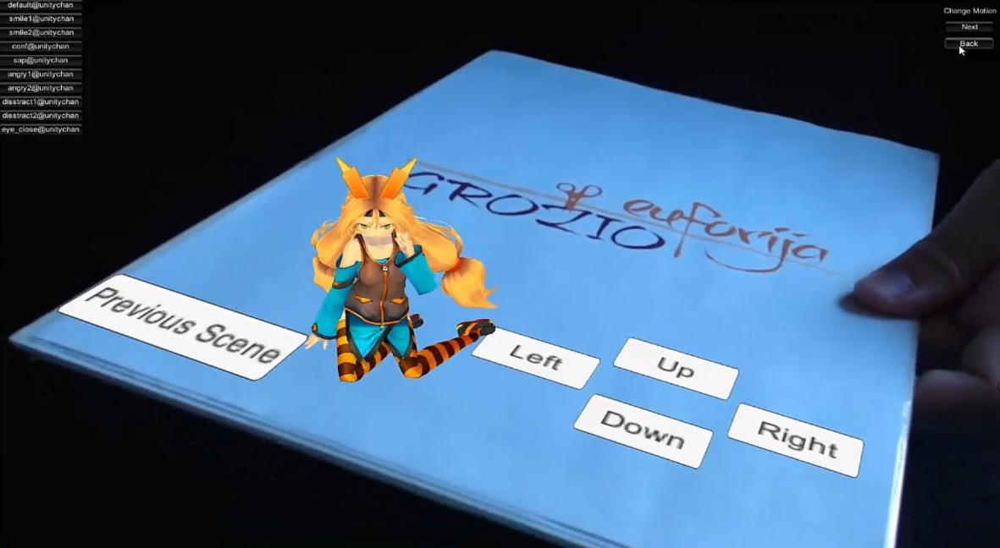 default@unitychan
smile1@unitychan
smile2@unitychan
conf@unitychan
sap@unitychan
angry1@unitychan
angry2@unitychan
disstract1@unitychan
disstract2@unitychan
eye_close@unitychan
Change Motion
Next
Back
GROŽIO euforija
Previous Scene
Left
Up
Down
Right